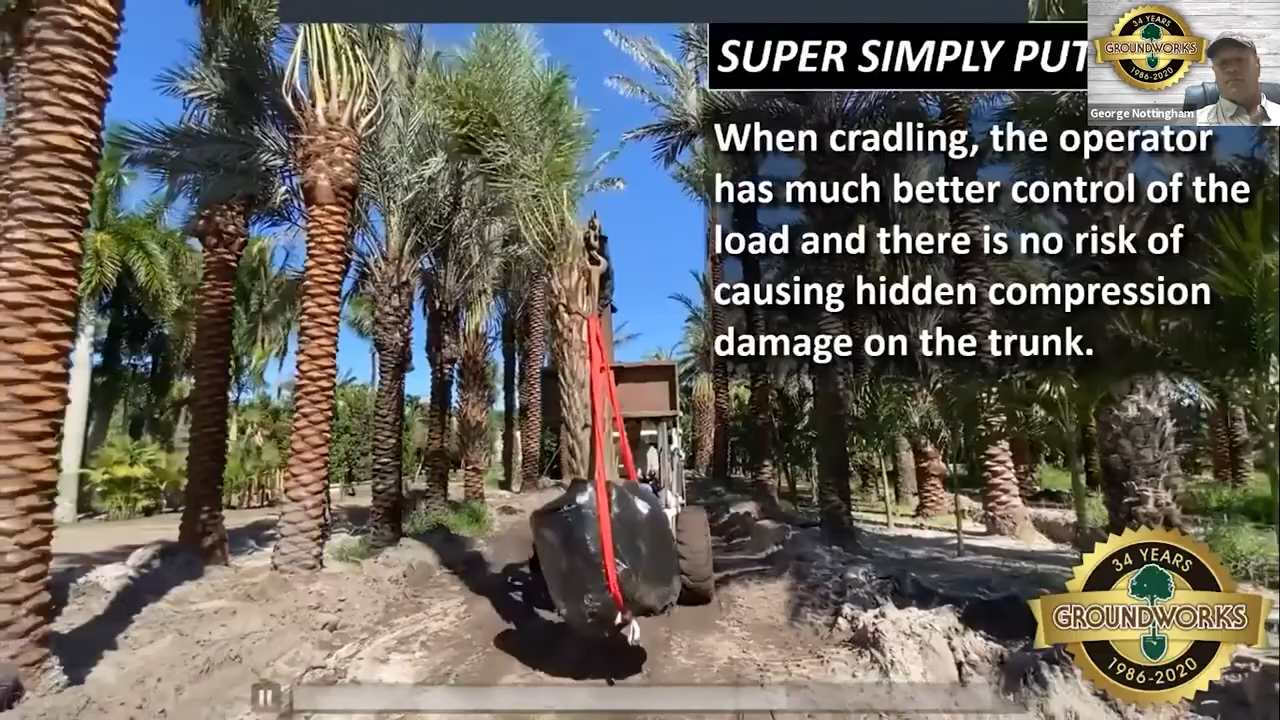 SUPER SIMPLY PUT
34 YEARS
GROUNDWORKS
1986-2020
George Nottingham
When cradling, the operator
has much better control of the
load and there is no risk of
causing hidden compression
damage on the trunk.
34 YEARS
GROUNDWORKS
1986-2020